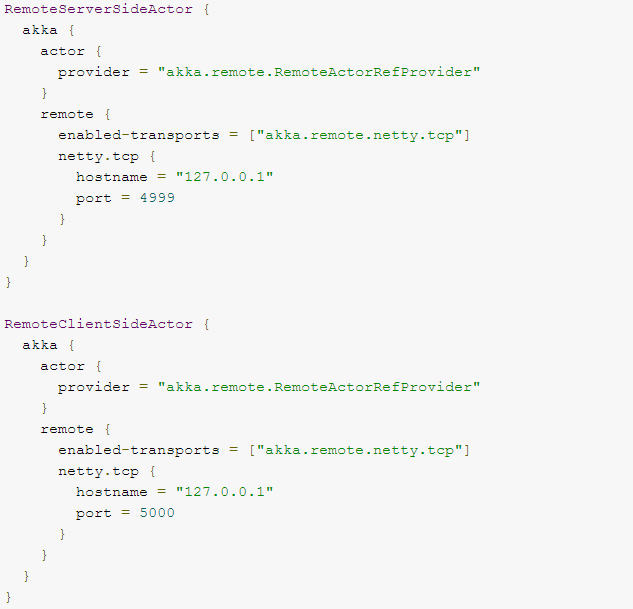 RemoteServerSideActor {
  akka {
    actor {
      provider = "akka.remote.RemoteActorRefProvider"
    }
    remote {
      enabled-transports = ["akka.remote.netty.tcp"]
      netty.tcp {
        hostname = "127.0.0.1"
        port = 4999
      }
    }
  }
}

RemoteClientSideActor {
  akka {
    actor {
      provider = "akka.remote.RemoteActorRefProvider"
    }
    remote {
      enabled-transports = ["akka.remote.netty.tcp"]
      netty.tcp {
        hostname = "127.0.0.1"
        port = 5000
      }
    }
  }
}